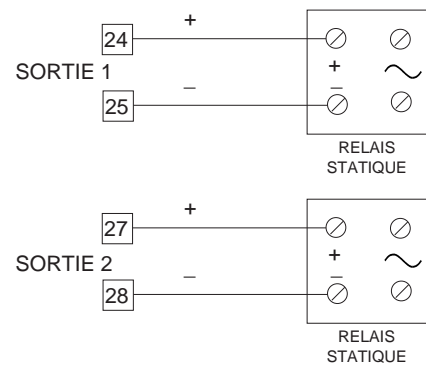 +
24
SORTIE 1
+
–
25
–
RELAIS
STATIQUE
+
27
SORTIE 2
+
–
28
–
RELAIS
STATIQUE